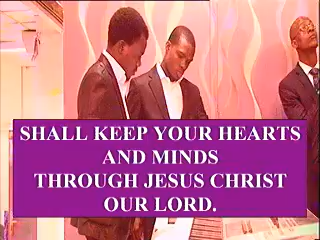 SHALL KEEP YOUR HEARTS
AND MINDS
THROUGH JESUS CHRIST
OUR LORD.